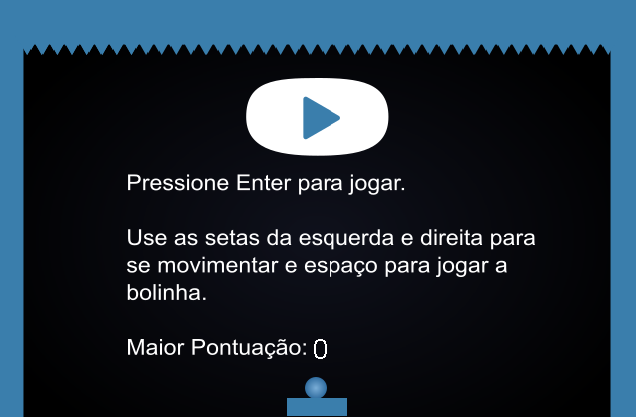 Pressione Enter para jogar.
Use as setas da esquerda e direita para
se movimentar e espaço para jogar a
bolinha.
Maior Pontuação: 0